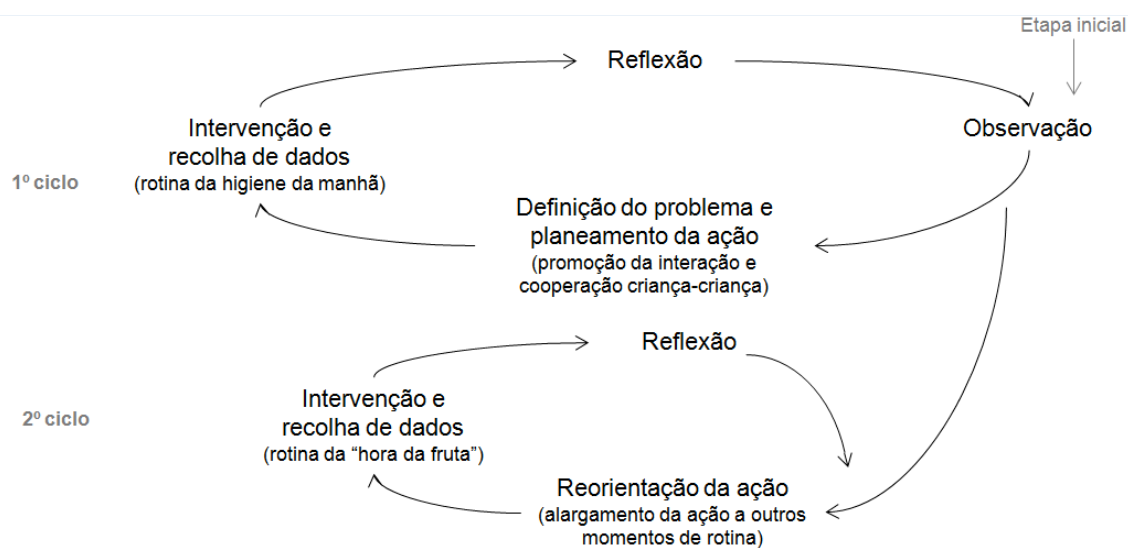 Etapa inicial
Reflexão
Observação
Intervenção e
recolha de dados
(rotina da higiene da manhã)
1º ciclo
Definição do problema e
planeamento da ação
(promoção da interação e
cooperação criança-criança)
Reflexão
2º ciclo
Intervenção e
recolha de dados
(rotina da “hora da fruta”)
Reorientação da ação
(alargamento da ação a outros
momentos de rotina)